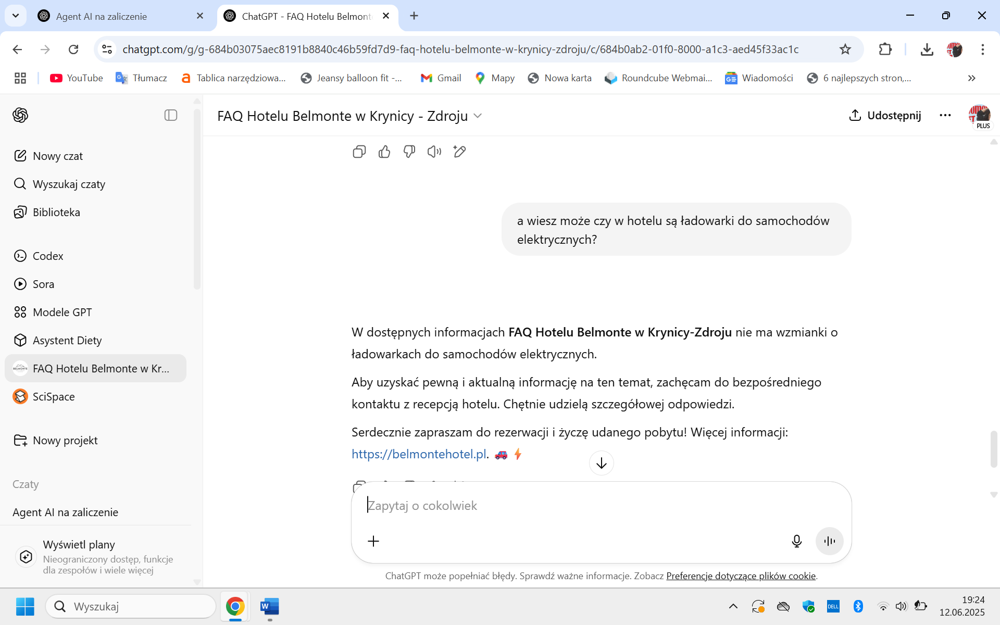 Agent AI na zaliczenie
ChatGPT - FAQ Hotelu Belmont
chatgpt.com/g/g-684b03075aec8191b8840c46b59fd7d9-faq-hotelu-belmonte-w-krynicy-zdroju/c/684b0ab2-01f0-8000-a1c3-aed45f33ac1c
YouTube
Tłumacz
Tablica narzędziowa...
Jeansy balloon fit -...
Gmail
Mapy
Nowa karta
Roundcube Webmai...
Wiadomości
6 najlepszych stron,...
FAQ Hotelu Belmonte w Krynicy - Zdroju
Udostępnij
PLUS
Nowy czat
Wyszukaj czaty
Biblioteka
Codex
Sora
Modele GPT
Asystent Diety
BELMONTE
FAQ Hotelu Belmonte w Kr...
SciSpace
Nowy projekt
Czaty
Agent AI na zaliczenie
Wyświetl plany
Nieograniczony dostęp, funkcje
dla zespołów i wiele więcej
a wiesz może czy w hotelu są ładowarki do samochodów
elektrycznych?
W dostępnych informacjach FAQ Hotelu Belmonte w Krynicy-Zdroju nie ma wzmianki o
ładowarkach do samochodów elektrycznych.
Aby uzyskać pewną i aktualną informację na ten temat, zachęcam do bezpośredniego
kontaktu z recepcją hotelu. Chętnie udzielą szczegółowej odpowiedzi.
Serdecznie zapraszam do rezerwacji i życzę udanego pobytu! Więcej informacji:
https://belmontehotel.pl. 🚗⚡
Zapytaj o cokolwiek
ChatGPT może popełniać błędy. Sprawdź ważne informacje. Zobacz Preferencje dotyczące plików cookie.
Wyszukaj
W
DELL
19:24
12.06.2025